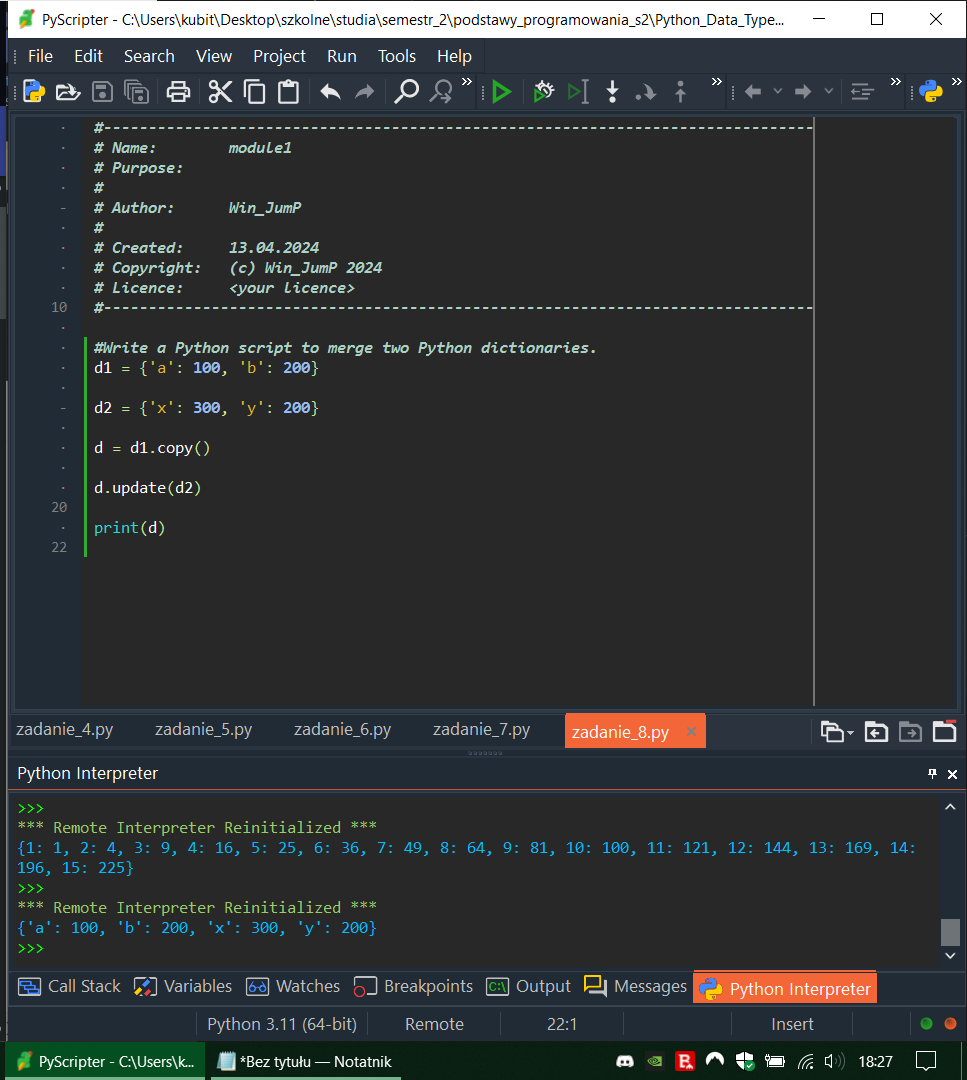 PyScripter - C:\Users\kubit\Desktop\szkolne\studia\semestr_2\podstawy_programowania_s2\Python_Data_Type...
File Edit Search View Project Run Tools Help
#------------------------------------------------------------------------------
# Name: module1
# Purpose:
#
# Author: Win_JumP
#
# Created: 13.04.2024
# Copyright: (c) Win_JumP 2024
# Licence: <your licence>
10 #------------------------------------------------------------------------------
#Write a Python script to merge two Python dictionaries.
d1 = {'a': 100, 'b': 200}
d2 = {'x': 300, 'y': 200}
d = d1.copy()
d.update(d2)
20
print(d)
22
zadanie_4.py zadanie_5.py zadanie_6.py zadanie_7.py zadanie_8.py ×
Python Interpreter
>>>
*** Remote Interpreter Reinitialized ***
{1: 1, 2: 4, 3: 9, 4: 16, 5: 25, 6: 36, 7: 49, 8: 64, 9: 81, 10: 100, 11: 121, 12: 144, 13: 169, 14:
196, 15: 225}
>>>
*** Remote Interpreter Reinitialized ***
{'a': 100, 'b': 200, 'x': 300, 'y': 200}
>>>
Call Stack Variables Watches Breakpoints C:\ Output Messages Python Interpreter
Python 3.11 (64-bit) Remote 22:1 Insert
PyScripter - C:\Users\k... *Bez tytułu — Notatnik 18:27